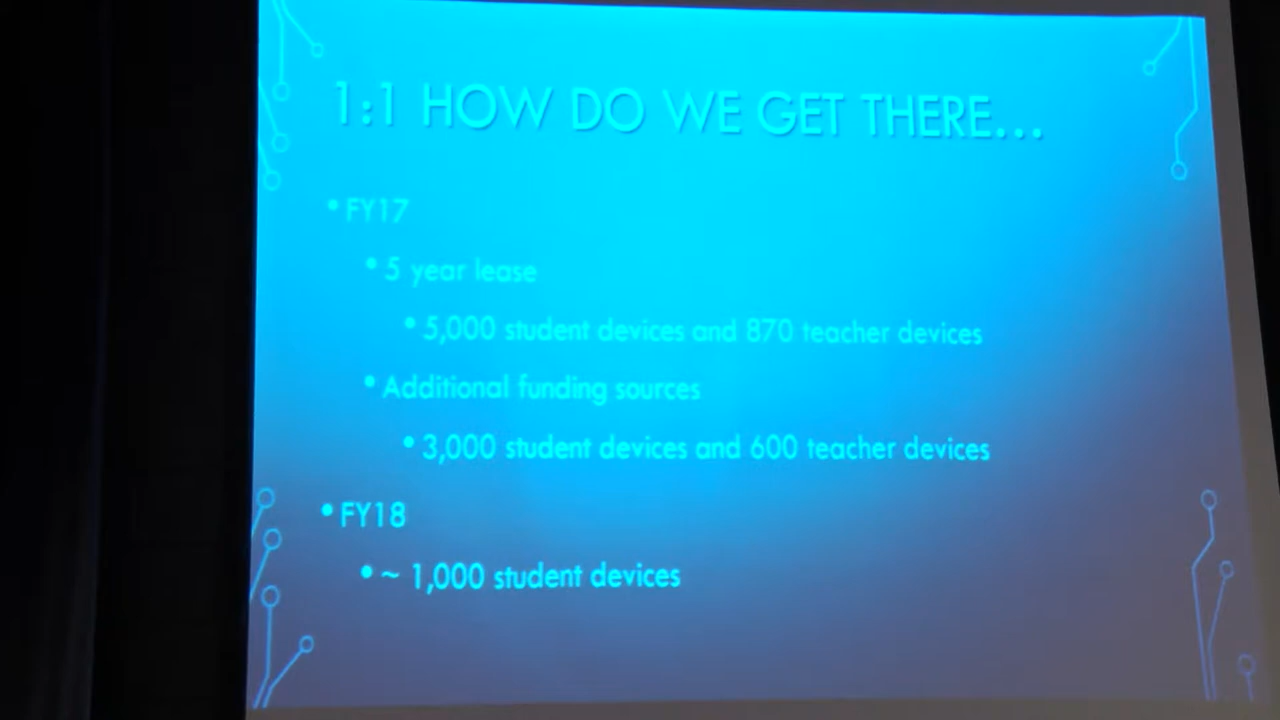 1:1 HOW DO WE GET THERE...
• FY17
• 5 year lease
• 5,000 student devices and 870 teacher devices
• Additional funding sources
• 3,000 student devices and 600 teacher devices
• FY18
• ~ 1,000 student devices